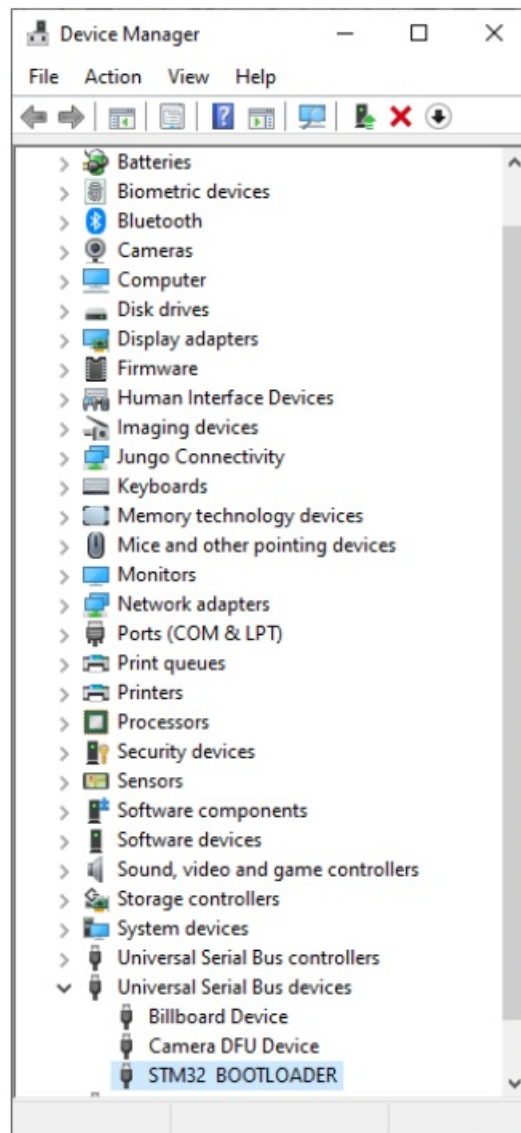 Device Manager
File Action View Help
Batteries
Biometric devices
Bluetooth
Cameras
Computer
Disk drives
Display adapters
Firmware
Human Interface Devices
Imaging devices
Jungo Connectivity
Keyboards
Memory technology devices
Mice and other pointing devices
Monitors
Network adapters
Ports (COM & LPT)
Print queues
Printers
Processors
Security devices
Sensors
Software components
Software devices
Sound, video and game controllers
Storage controllers
System devices
Universal Serial Bus controllers
Universal Serial Bus devices
Billboard Device
Camera DFU Device
STM32 BOOTLOADER